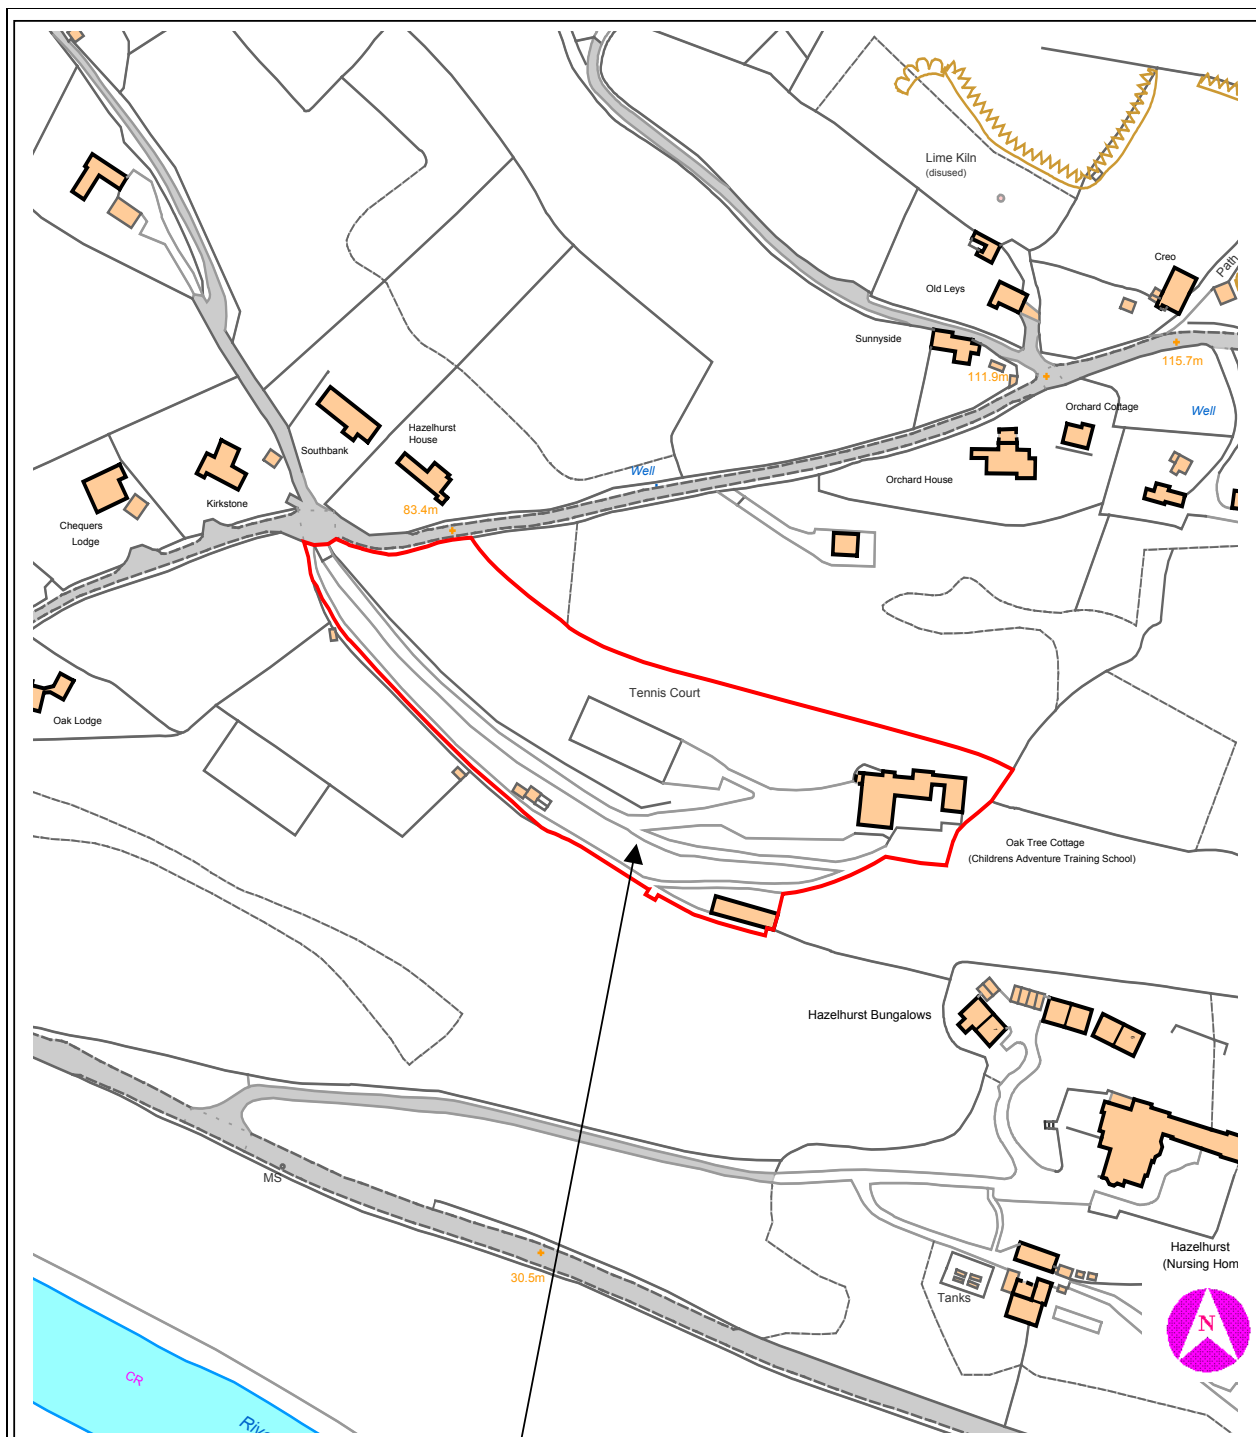 Lime Kiln
(disused)
Creo
Path
Old Leys
Sunnyside
111.9m
115.7m
Orchard Cottage
Well
Hazelhurst
House
Southbank
Well
Orchard House
Kirkstone
83.4m
Chequers
Lodge
Tennis Court
Oak Lodge
Oak Tree Cottage
(Childrens Adventure Training School)
Hazelhurst Bungalows
MS
Hazelhurst
(Nursing Hom
30.5m
Tanks
N
CR
Rive